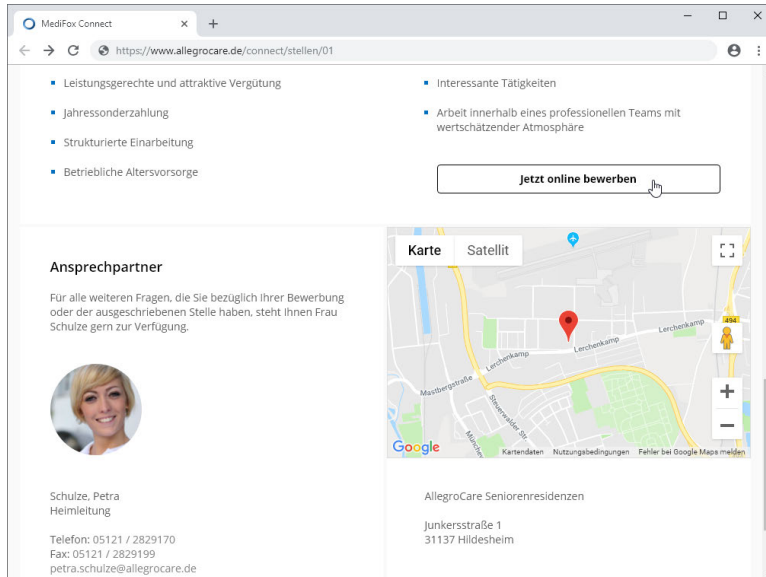 MediFox Connect
https://www.allegrocare.de/connect/stellen/01
Leistungsgerechte und attraktive Vergütung
Jahressonderzahlung
Strukturierte Einarbeitung
Betriebliche Altersvorsorge
Interessante Tätigkeiten
Arbeit innerhalb eines professionellen Teams mit
wertschätzender Atmosphäre
Jetzt online bewerben
Ansprechpartner
Für alle weiteren Fragen, die Sie bezüglich Ihrer Bewerbung
oder der ausgeschriebenen Stelle haben, steht Ihnen Frau
Schulze gern zur Verfügung.
Karte Satellit
494
Lerchenkamp
Lerchenkamp
Lerchenkamp
Mastbergstraße
Steuerwalder Str
Google
Kartendaten Nutzungsbedingungen Fehler bei Google Maps melden
Schulze, Petra
Heimleitung
Telefon: 05121 / 2829170
Fax: 05121 / 2829199
petra.schulze@allegrocare.de
AllegroCare Seniorenresidenzen
Junkersstraße 1
31137 Hildesheim